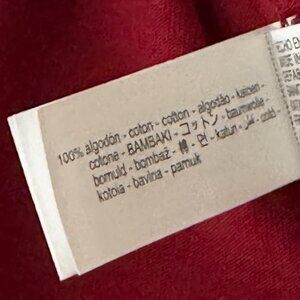 100% algodón - coton - cotton - algodão - katoen -
cotone - BAMBAKI - コットン - baumwolle -
bomuld - bombaž - 棉 - 면 - katun - قطن -
kotoia - bavlna - pamuk